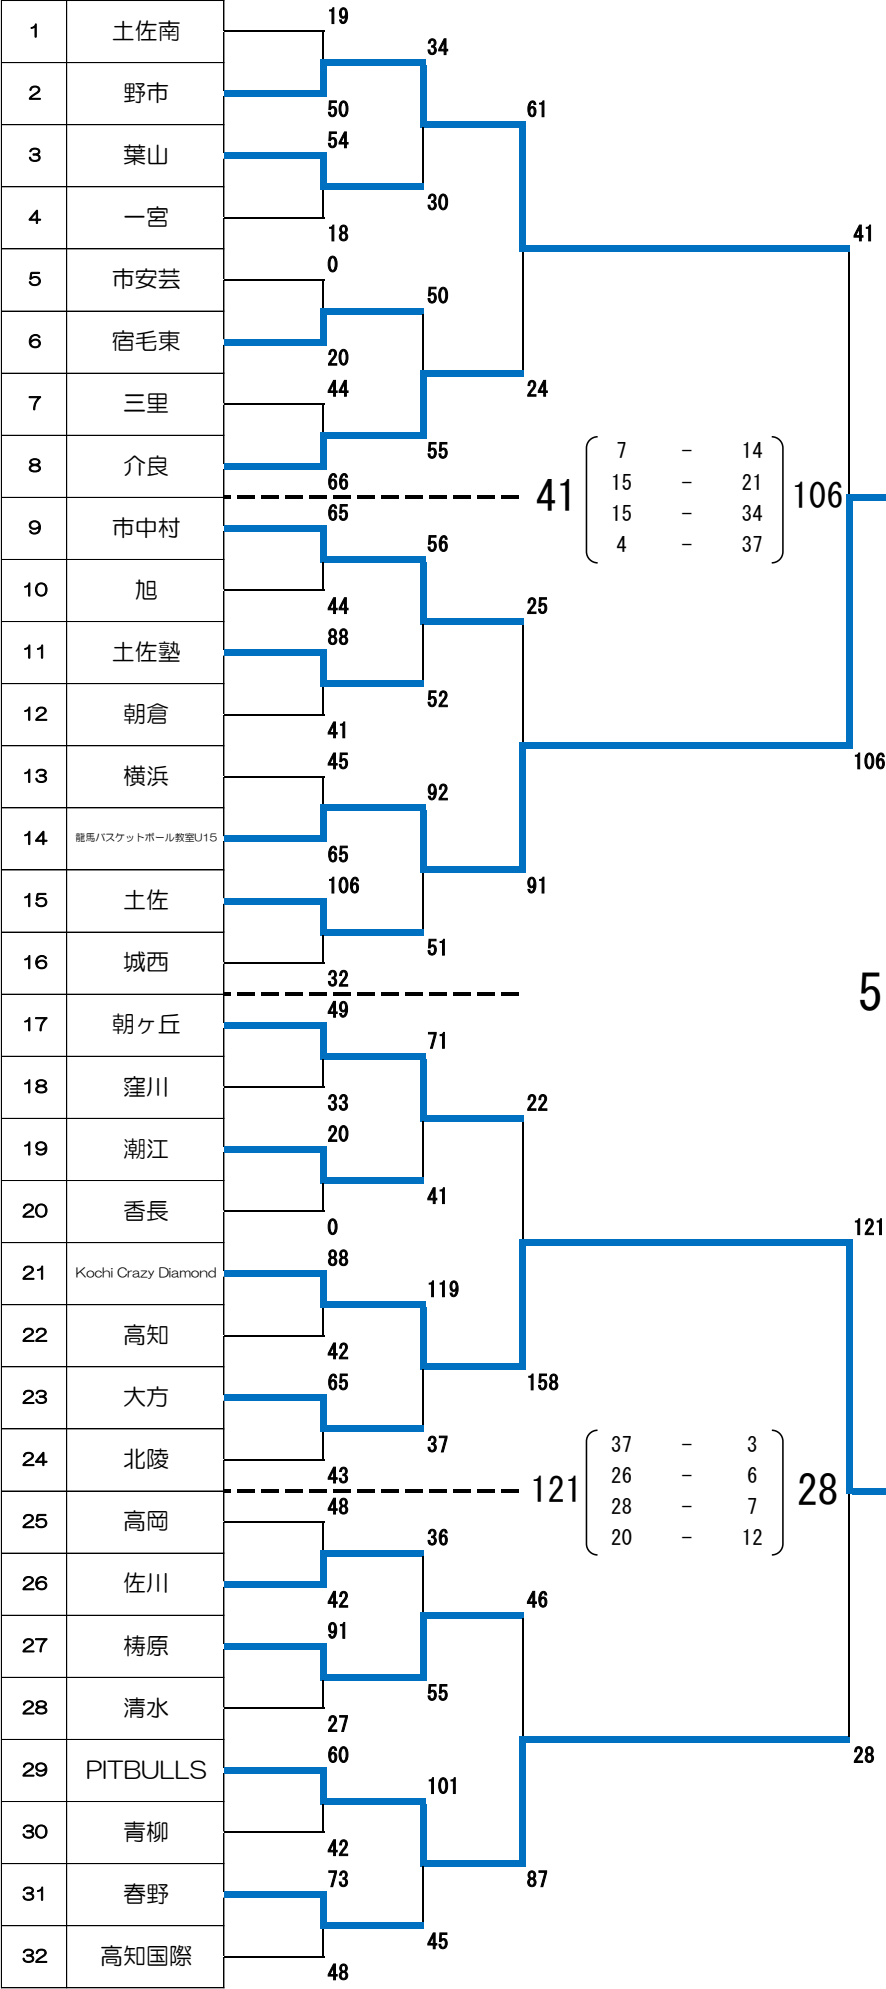 19
1 土佐南
34
2 野市
50
61
54
3 葉山
30
4 一宮
18
41
0
5 市安芸
50
6 宿毛東
20
24
44
7 三里
55
8 介良
66
7 - 14
15 - 21
41 106
15 - 34
4 - 37
65
9 市中村
56
10 旭
44
25
88
11 土佐塾
52
12 朝倉
41
106
45
13 横浜
92
14 龍馬バスケットボール教室U15
65
91
106
15 土佐
51
16 城西
32
5
49
17 朝ヶ丘
71
18 窪川
33
22
20
19 潮江
41
20 香長
0
121
88
21 Kochi Crazy Diamond
119
22 高知
42
158
65
23 大方
37
24 北陵
43
37 - 3
26 - 6
121 28
28 - 7
20 - 12
48
25 高岡
36
26 佐川
42
46
91
27 梼原
55
28 清水
27
28
60
29 PITBULLS
101
30 青柳
42
87
73
31 春野
45
32 高知国際
48